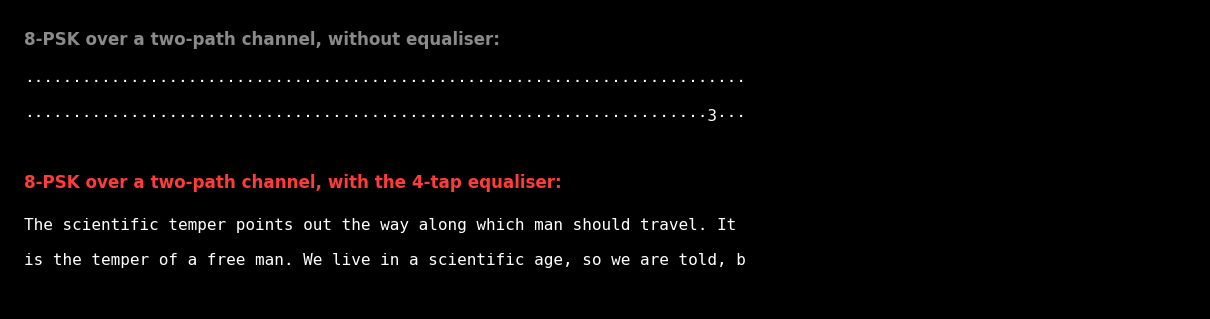 8-PSK over a two-path channel, without equaliser:
···········································································
·······································································3···
8-PSK over a two-path channel, with the 4-tap equaliser:
The scientific temper points out the way along which man should travel. It
is the temper of a free man. We live in a scientific age, so we are told, b